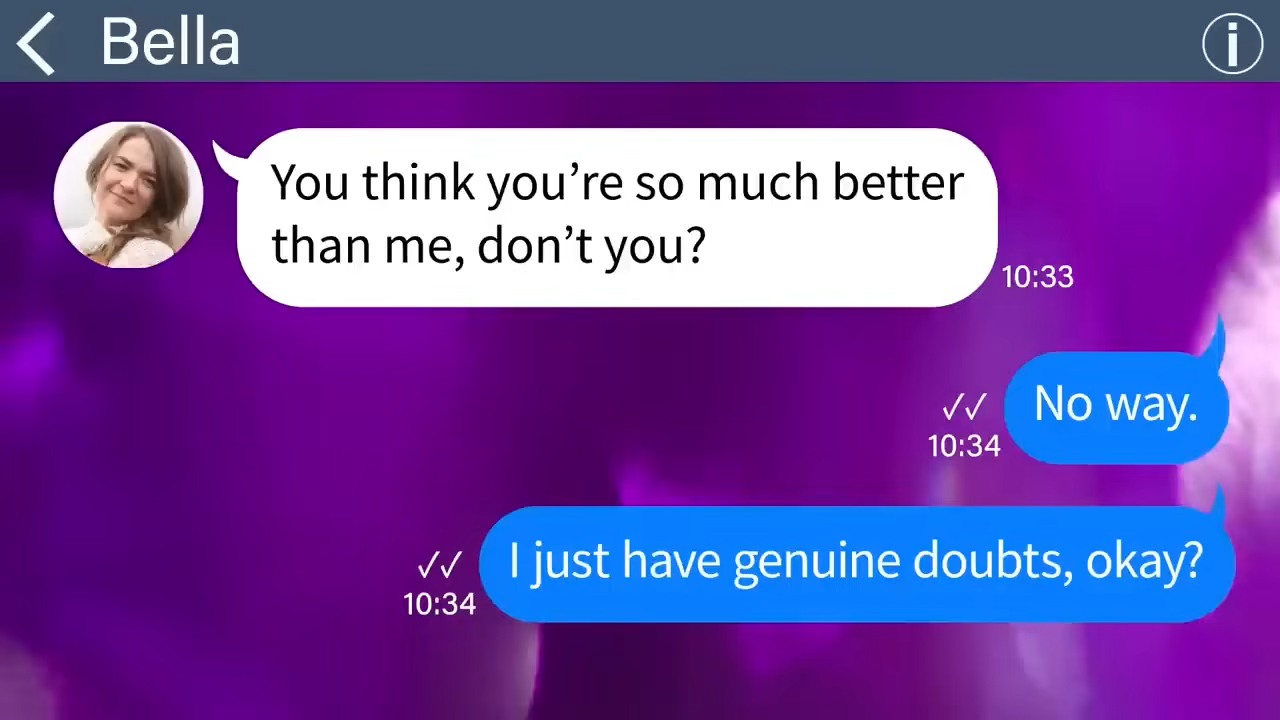 Bella
You think you’re so much better
than me, don’t you?
10:33
No way.
10:34
I just have genuine doubts, okay?
10:34